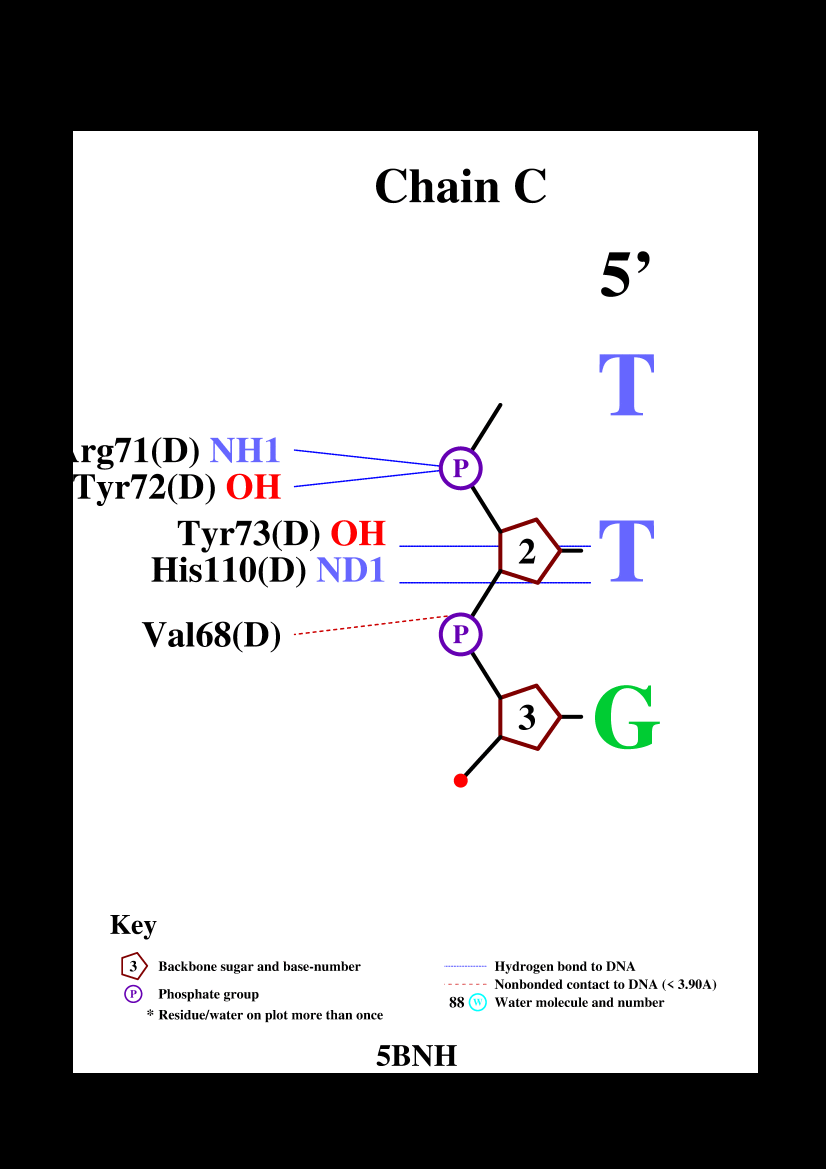 Chain C
5’
T
Arg71(D) NH1
P
Tyr72(D) OH
Tyr73(D) OH
2 T
His110(D) ND1
Val68(D) P
3 G
Key
3 Backbone sugar and base-number
P Phosphate group
* Residue/water on plot more than once
Hydrogen bond to DNA
Nonbonded contact to DNA (< 3.90A)
88 W Water molecule and number
5BNH